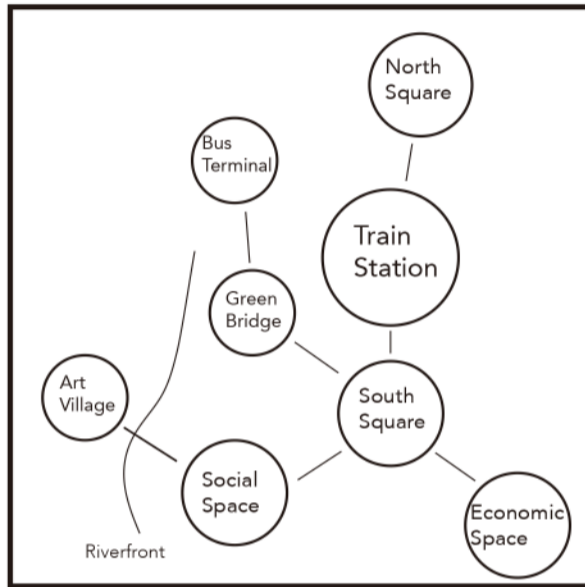 North
Square
Bus
Terminal
Train
Station
Green
Bridge
Art
Village
South
Square
Social
Space
Economic
Space
Riverfront